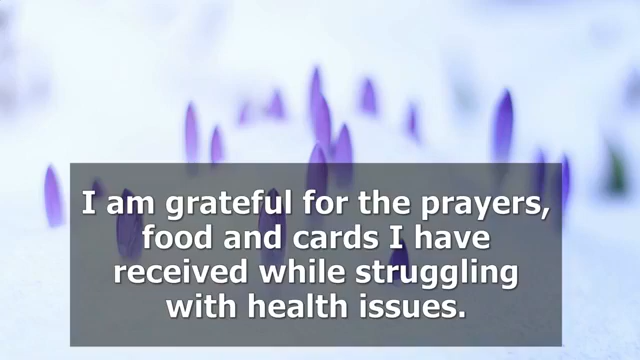 I am grateful for the prayers,
food and cards I have
received while struggling
with health issues.